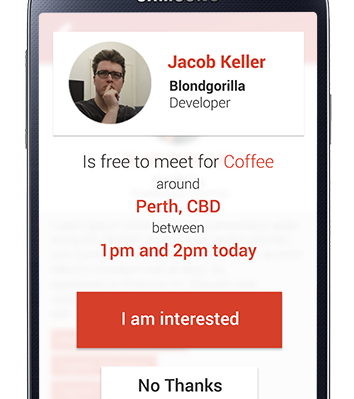 SAMSUNG
Jacob Keller
Blondgorilla
Developer
Is free to meet for Coffee
around
Perth, CBD
between
1pm and 2pm today
I am interested
No Thanks